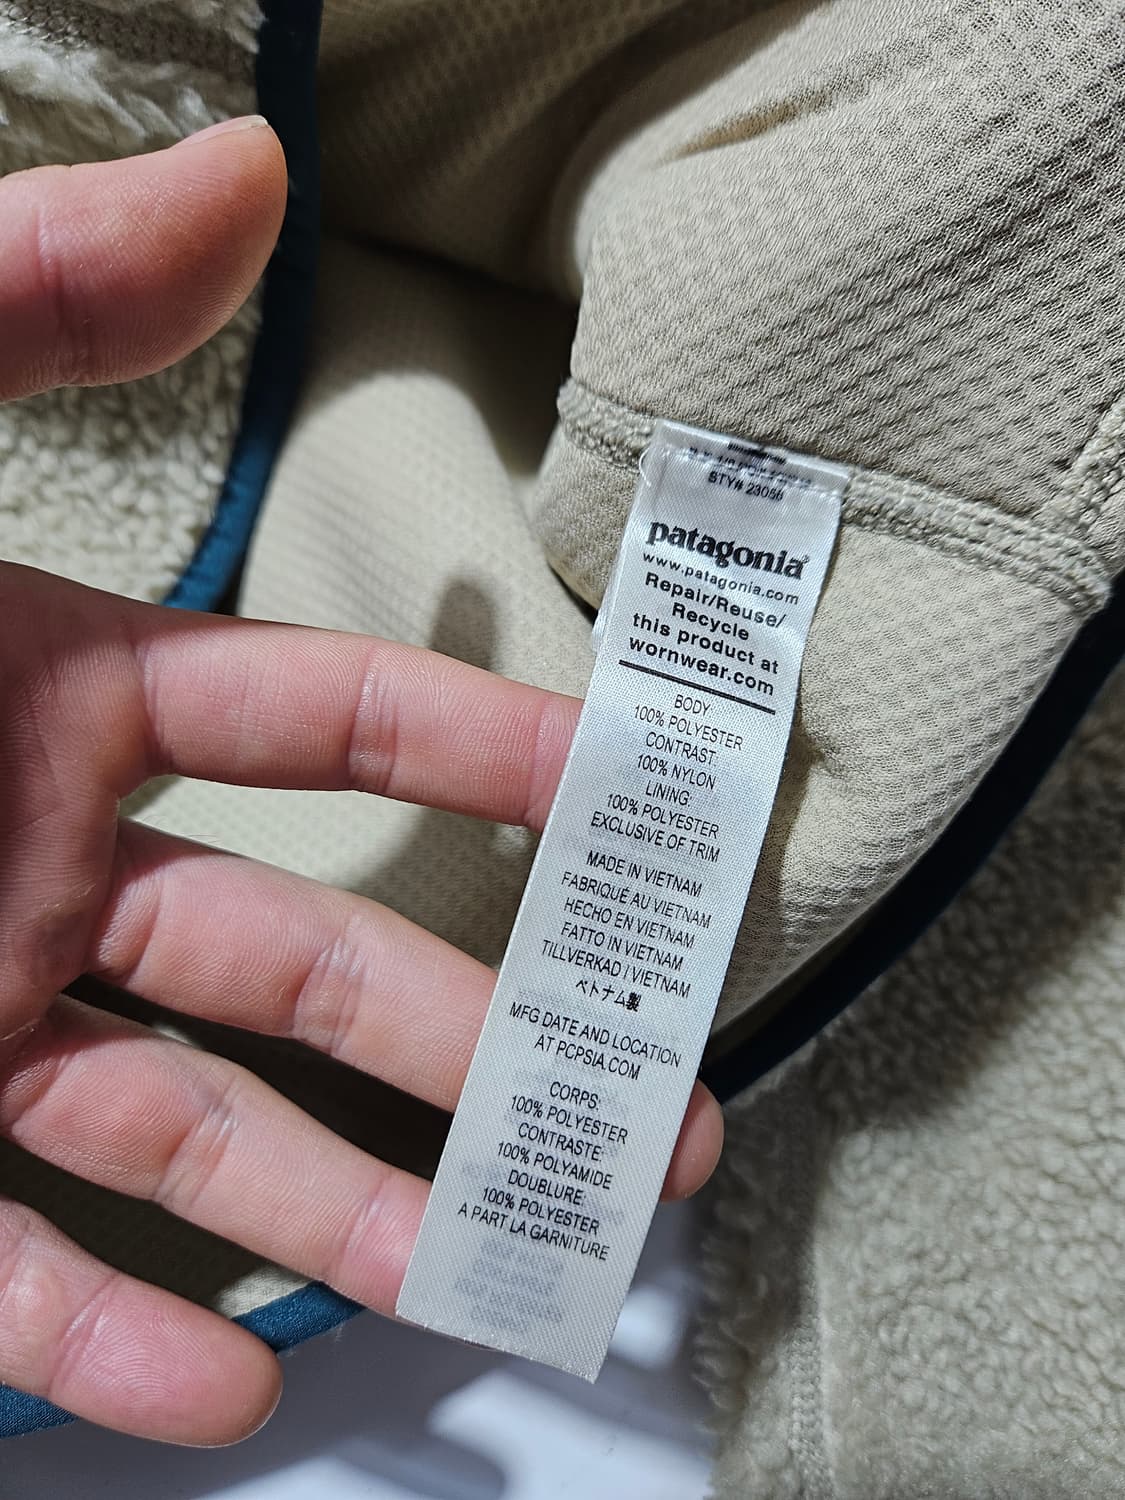 STY# 23056
patagonia®
www.patagonia.com
Repair/Reuse/
Recycle
this product at
wornwear.com
BODY:
100% POLYESTER
CONTRAST:
100% NYLON
LINING:
100% POLYESTER
EXCLUSIVE OF TRIM
MADE IN VIETNAM
FABRIQUÉ AU VIETNAM
HECHO EN VIETNAM
FATTO IN VIETNAM
TILLVERKAD I VIETNAM
ベトナム製
MFG DATE AND LOCATION
AT PCPSIA.COM
CORPS:
100% POLYESTER
CONTRASTE:
100% POLYAMIDE
DOUBLURE:
100% POLYESTER
A PART LA GARNITURE